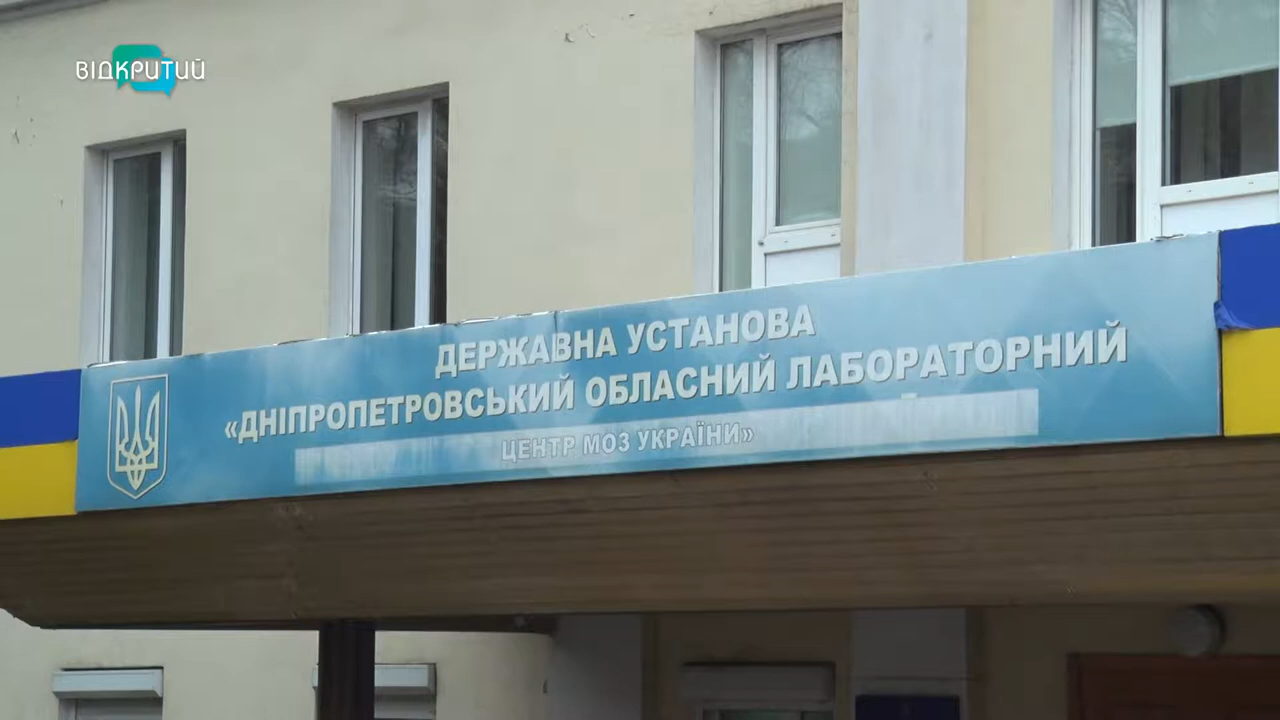 ВІДКРИТИЙ
ДЕРЖАВНА УСТАНОВА
«ДНІПРОПЕТРОВСЬКИЙ ОБЛАСНИЙ ЛАБОРАТОРНИЙ
ЦЕНТР МОЗ УКРАЇНИ»